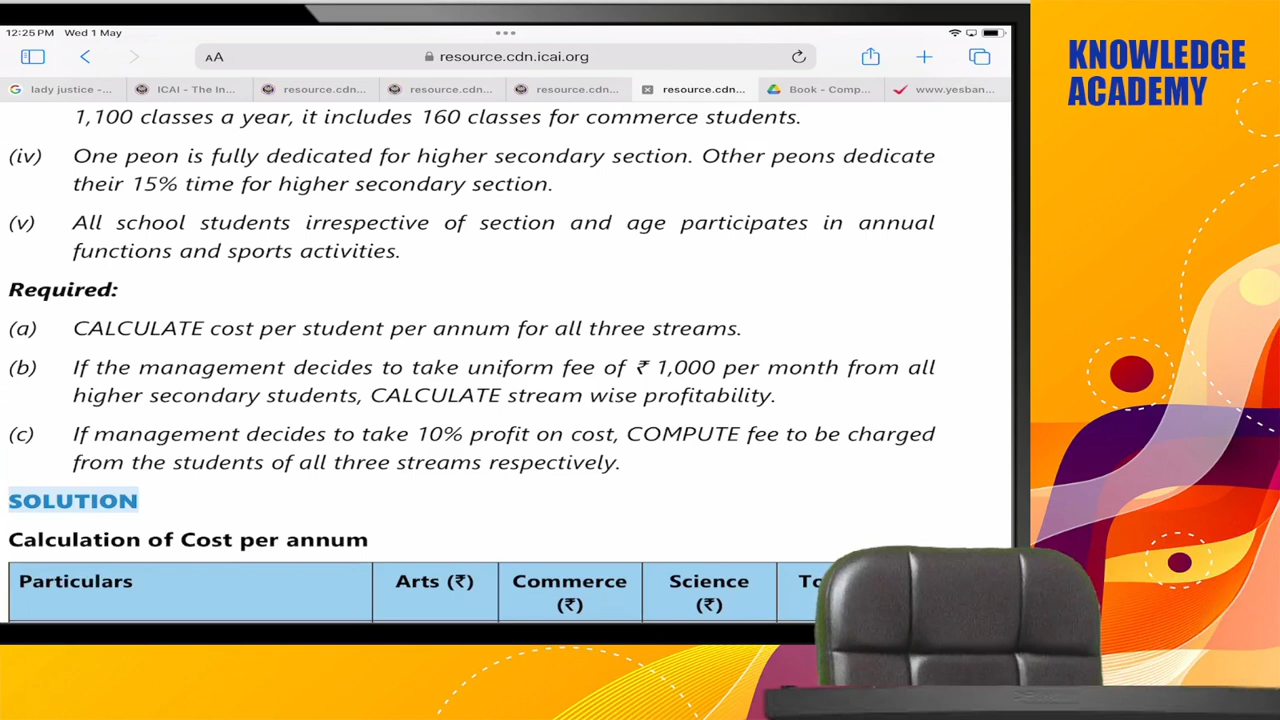 12:25 PM Wed 1 May
AA resource.cdn.icai.org
lady justice -... ICAI - The In... resource.cdn... resource.cdn... resource.cdn... resource.cdn... Book - Comp... www.yesban...
1,100 classes a year, it includes 160 classes for commerce students.
(iv) One peon is fully dedicated for higher secondary section. Other peons dedicate
their 15% time for higher secondary section.
(v) All school students irrespective of section and age participates in annual
functions and sports activities.
Required:
(a) CALCULATE cost per student per annum for all three streams.
(b) If the management decides to take uniform fee of ₹ 1,000 per month from all
higher secondary students, CALCULATE stream wise profitability.
(c) If management decides to take 10% profit on cost, COMPUTE fee to be charged
from the students of all three streams respectively.
SOLUTION
Calculation of Cost per annum
Particulars Arts (₹) Commerce Science To
(₹) (₹)
KNOWLEDGE
ACADEMY